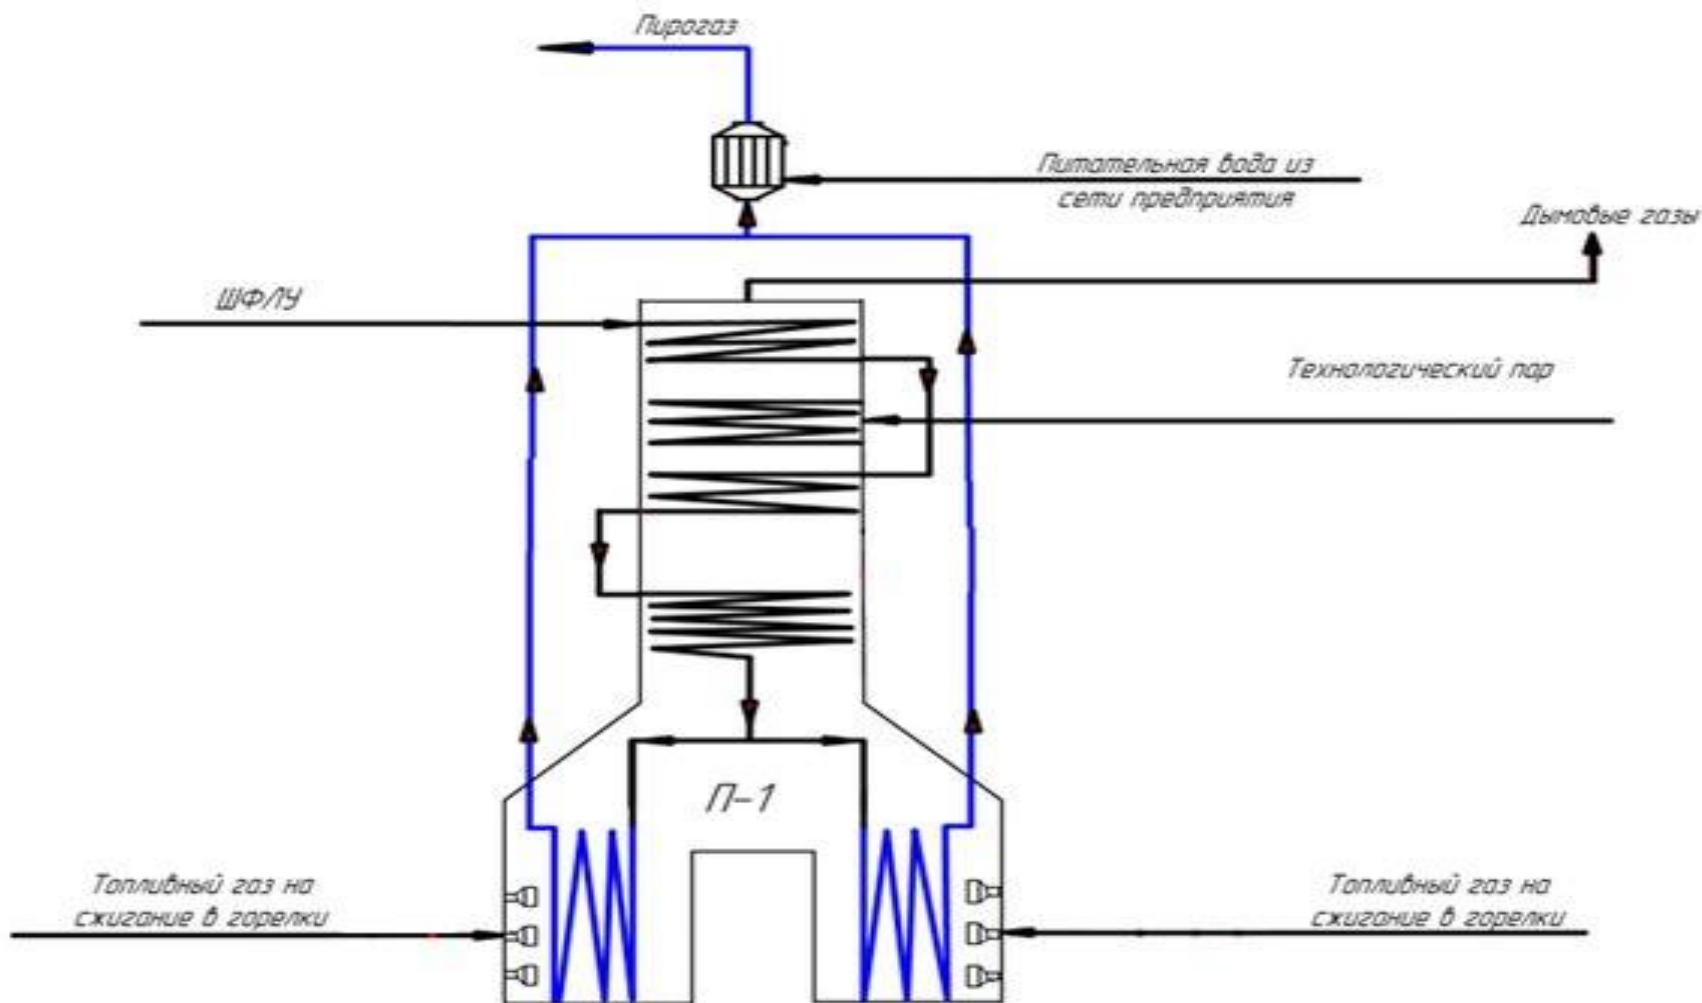 Пирогаз
Питательная вода из
сети предприятия
Дымовые газы
ШФЛУ
Технологический пар
П-1
Топливный газ на
сжигание в горелки
Топливный газ на
сжигание в горелки